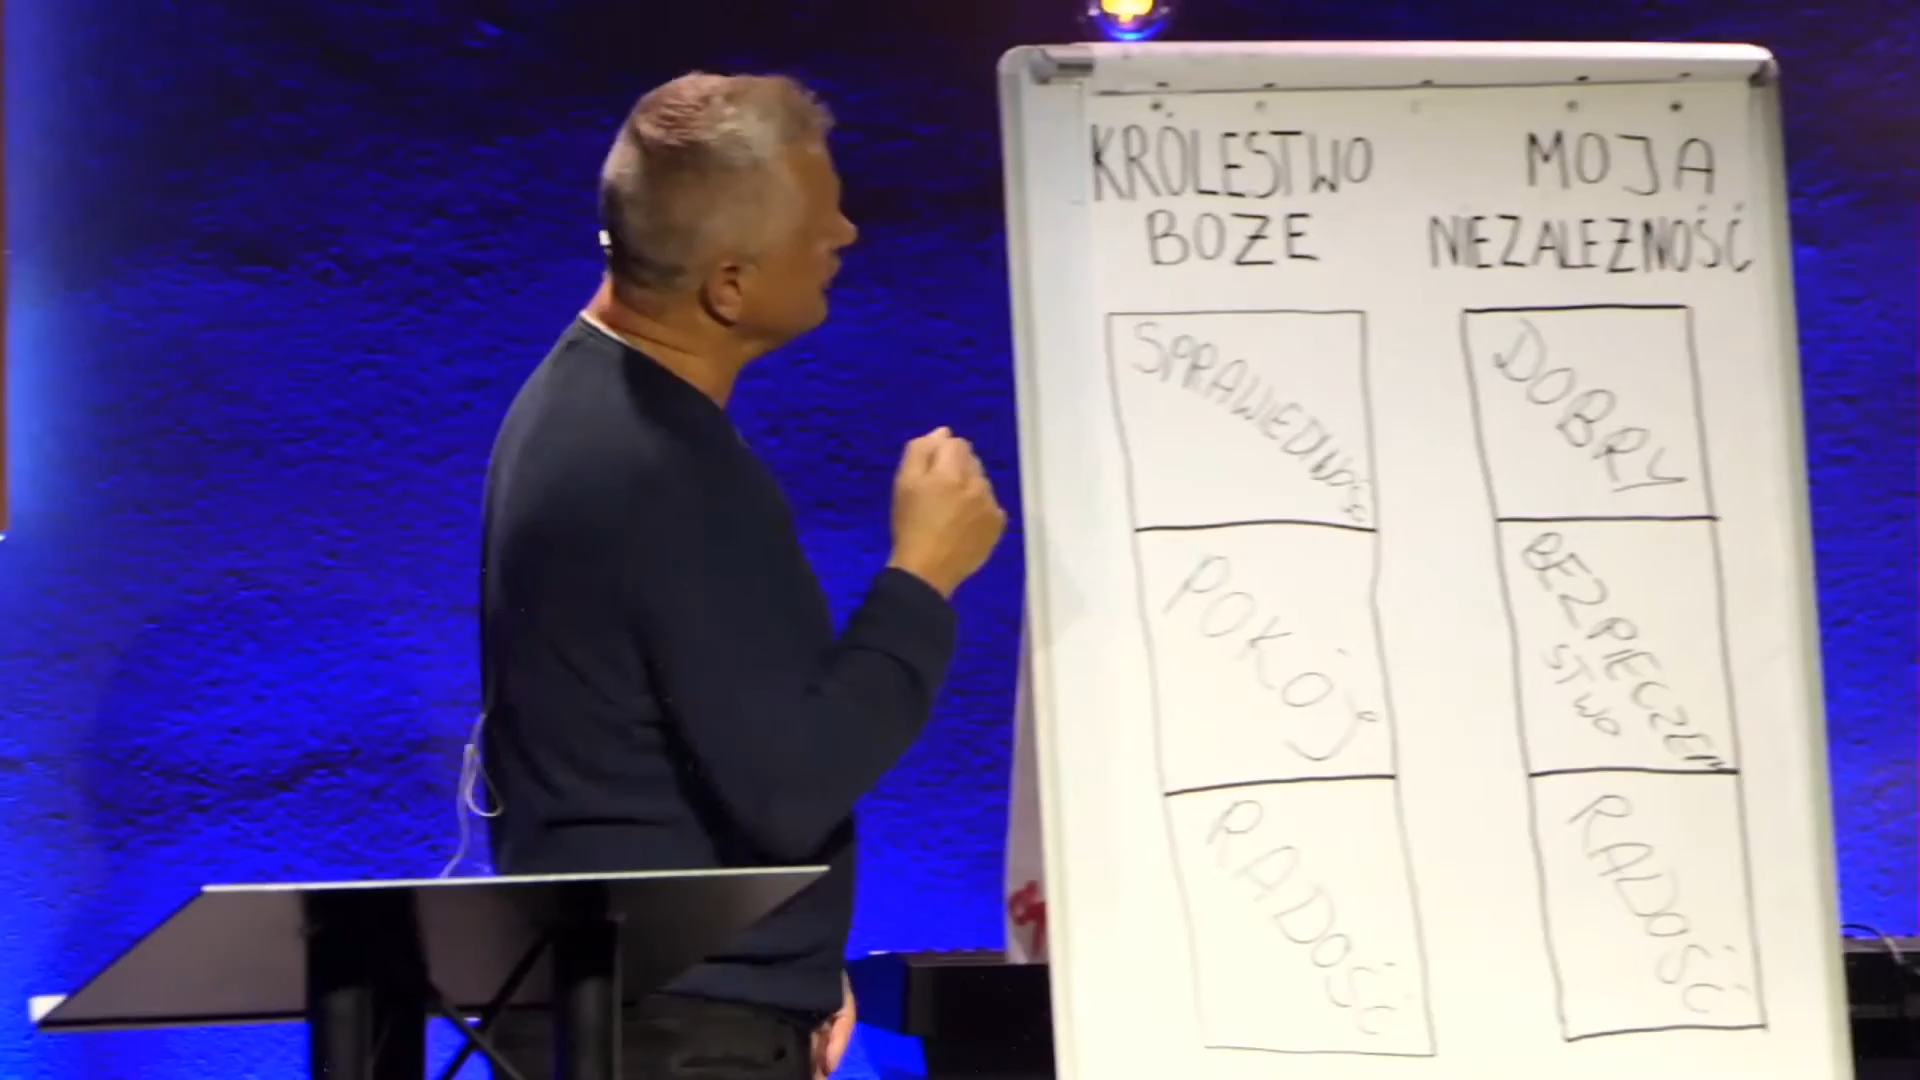 KRÓLESTWO
BOŻE
SPRAWIEDLIWOŚĆ
POKÓJ
RADOŚĆ
MOJA
NIEZALEŻNOŚĆ
DOBRY
BEZPIECZEŃ
STWO
RADOŚĆ